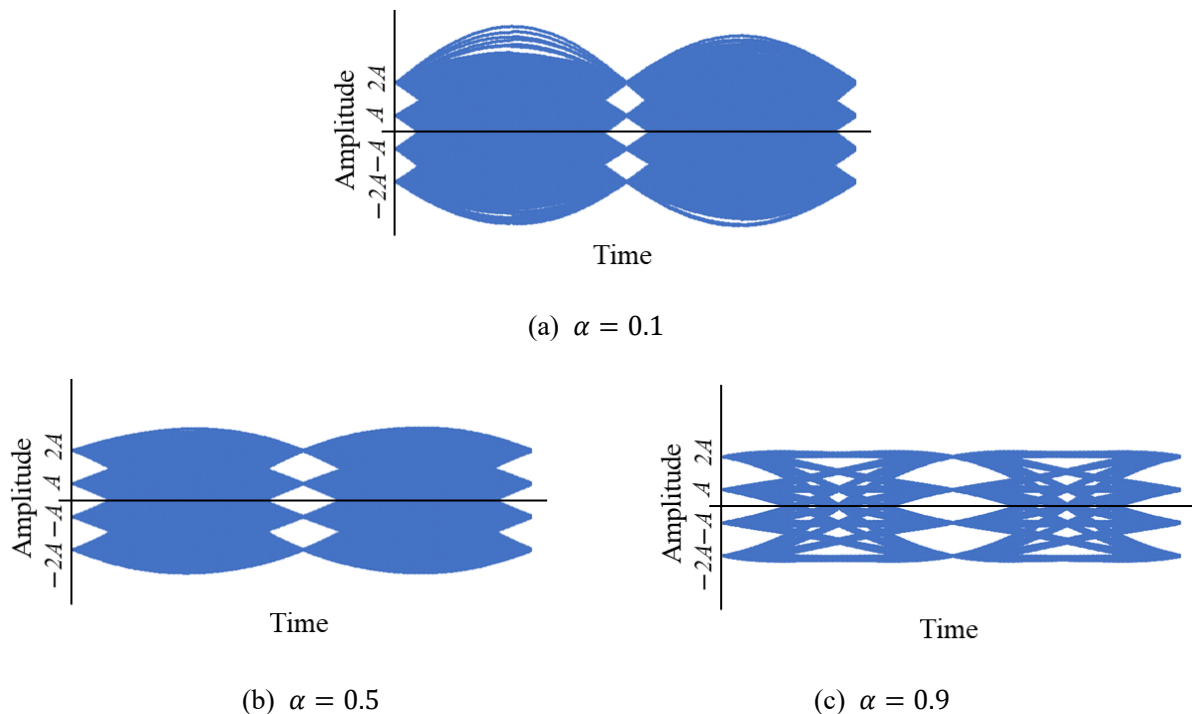 Amplitude
−2A −A A 2A
Time
(a) α = 0.1
Amplitude
−2A −A A 2A
Time
(b) α = 0.5
Amplitude
−2A −A A 2A
Time
(c) α = 0.9